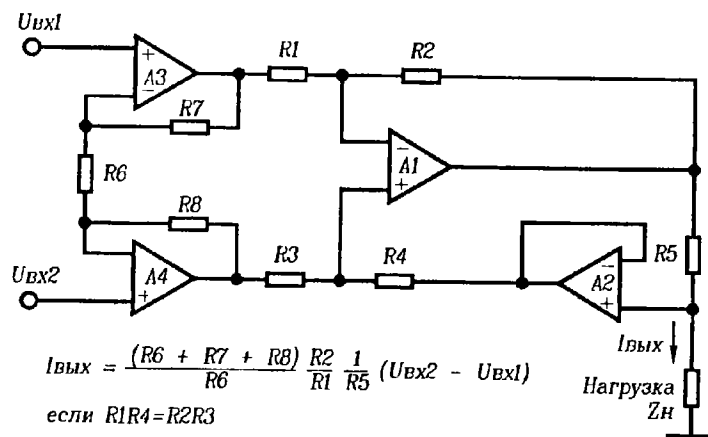 Uвх1
R1
R2
+
A3
−
R7
−
A1
+
R6
R8
A4
+
R3
R4
−
A2
+
R5
Uвх2
Iвых = (R6 + R7 + R8)/R6 R2/R1 1/R5 (Uвх2 - Uвх1)
Iвых
Нагрузка
Zн
если R1R4=R2R3